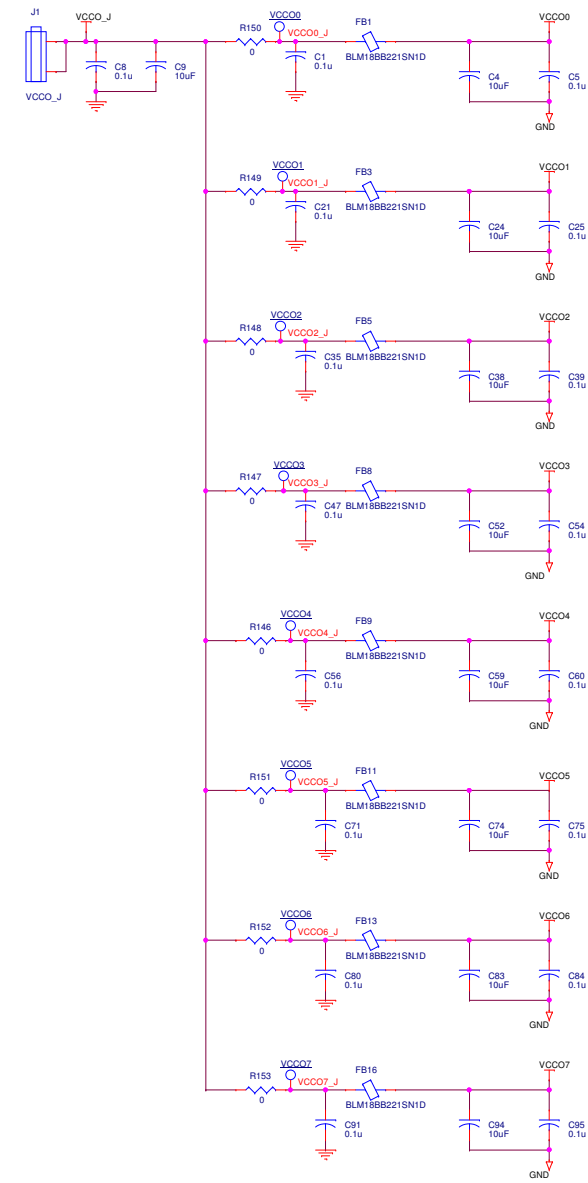 J1
VCCO_J
VCCO_J
C8
0.1u
C9
10uF
R150
0
VCCO0
VCCO0_J
C1
0.1u
FB1
BLM18BB221SN1D
C4
10uF
VCCO0
C5
0.1u
GND
R149
0
VCCO1
VCCO1_J
C21
0.1u
FB3
BLM18BB221SN1D
C24
10uF
VCCO1
C25
0.1u
GND
R148
0
VCCO2
VCCO2_J
C35
0.1u
FB5
BLM18BB221SN1D
C38
10uF
VCCO2
C39
0.1u
GND
R147
0
VCCO3
VCCO3_J
C47
0.1u
FB8
BLM18BB221SN1D
C52
10uF
VCCO3
C54
0.1u
GND
R146
0
VCCO4
VCCO4_J
C56
0.1u
FB9
BLM18BB221SN1D
C59
10uF
VCCO4
C60
0.1u
GND
R151
0
VCCO5
VCCO5_J
C71
0.1u
FB11
BLM18BB221SN1D
C74
10uF
VCCO5
C75
0.1u
GND
R152
0
VCCO6
VCCO6_J
C80
0.1u
FB13
BLM18BB221SN1D
C83
10uF
VCCO6
C84
0.1u
GND
R153
0
VCCO7
VCCO7_J
C91
0.1u
FB16
BLM18BB221SN1D
C94
10uF
VCCO7
C95
0.1u
GND